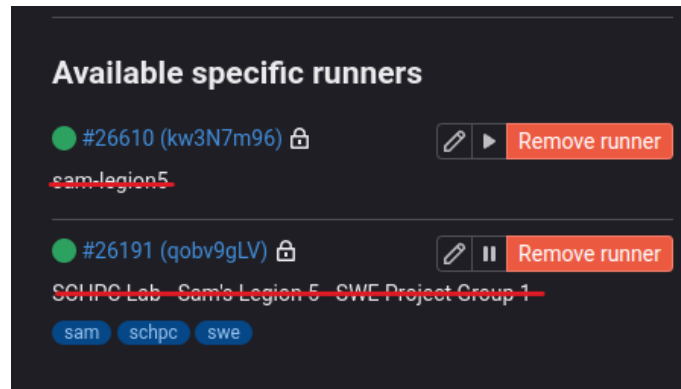 Available specific runners
#26610 (kw3N7m96)
Remove runner
sam-legion5
#26191 (qobv9gLV)
Remove runner
SCHPC Lab - Sam's Legion 5 - SWE Project Group 1
sam schpc swe